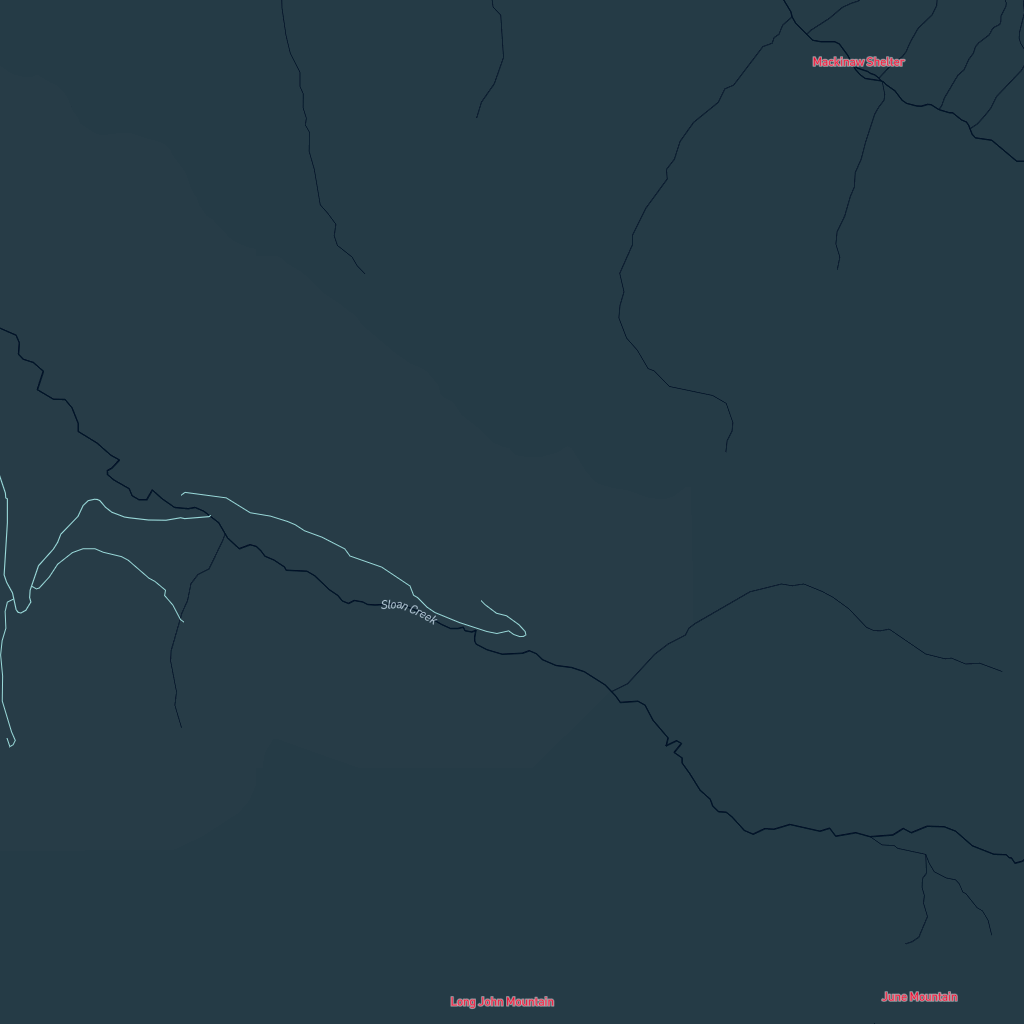 Mackinaw Shelter
Sloan Creek
Long John Mountain
June Mountain